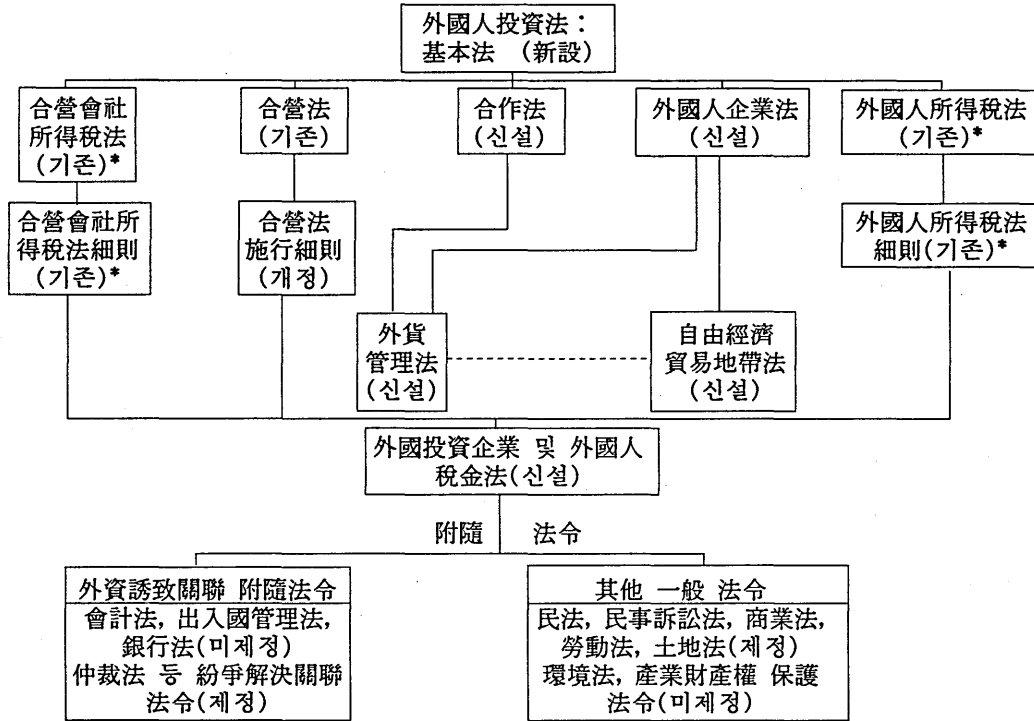 外國人投資法：
基本法 (新設)
合營會社
所得稅法
(기존)*
合營法
(기존)
合作法
(신설)
外國人企業法
(신설)
外國人所得稅法
(기존)*
合營會社所
得稅法細則
(기존)*
合營法
施行細則
(개정)
外國人所得稅法
細則(기존)*
外貨
管理法
(신설)
自由經濟
貿易地帶法
(신설)
外國投資企業 및 外國人
稅金法(신설)
附隨 法令
外資誘致關聯 附隨法令
會計法, 出入國管理法,
銀行法(미제정)
仲裁法 등 紛爭解決關聯
法令(제정)
其他 一般 法令
民法, 民事訴訟法, 商業法,
勞動法, 土地法(제정)
環境法, 產業財產權 保護
法令(미제정)